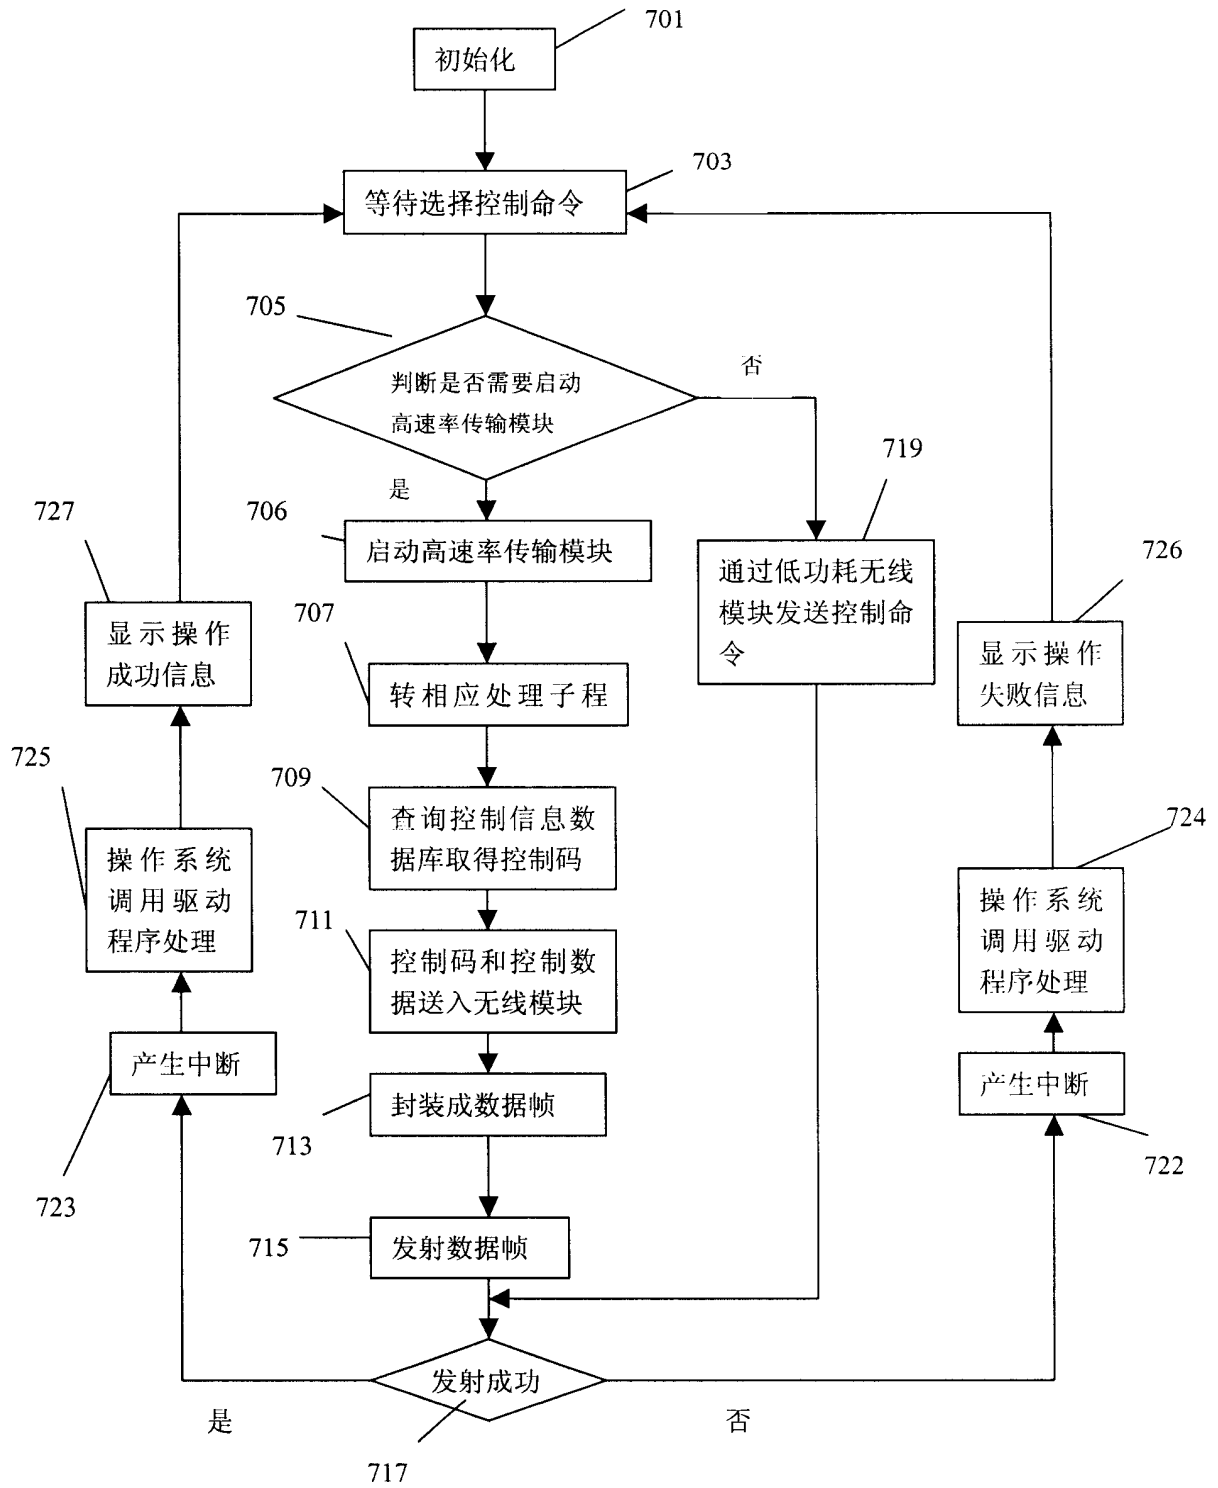 701
初始化
703
等待选择控制命令
705
判断是否需要启动
高速率传输模块
否
是
719
706
启动高速率传输模块
727
显示操作
成功信息
通过低功耗无线
模块发送控制命
令
726
显示操作
失败信息
707
转相应处理子程
725
709
查询控制信息数
据库取得控制码
724
操作系统
调用驱动
程序处理
711
控制码和控制数
据送入无线模块
操作系统
调用驱动
程序处理
产生中断
723
封装成数据帧
713
产生中断
722
715
发射数据帧
发射成功
是
否
717